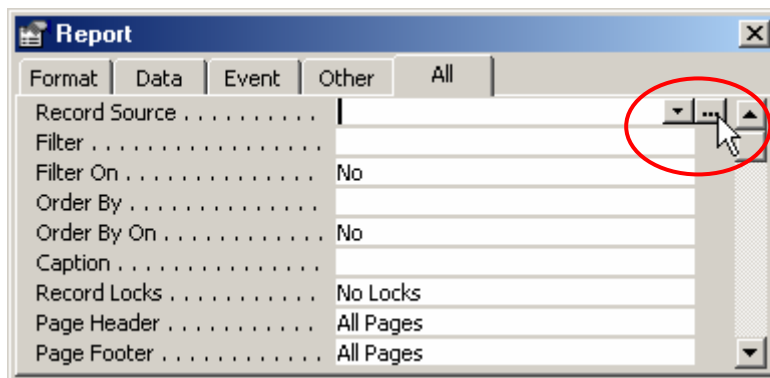 Report
Format Data Event Other All
Record Source . . . . . . . . . . ...
Filter . . . . . . . . . . . . . . . . .
Filter On . . . . . . . . . . . . . . No
Order By . . . . . . . . . . . . . .
Order By On . . . . . . . . . . . No
Caption . . . . . . . . . . . . . . .
Record Locks . . . . . . . . . . . No Locks
Page Header . . . . . . . . . . . All Pages
Page Footer . . . . . . . . . . . . All Pages